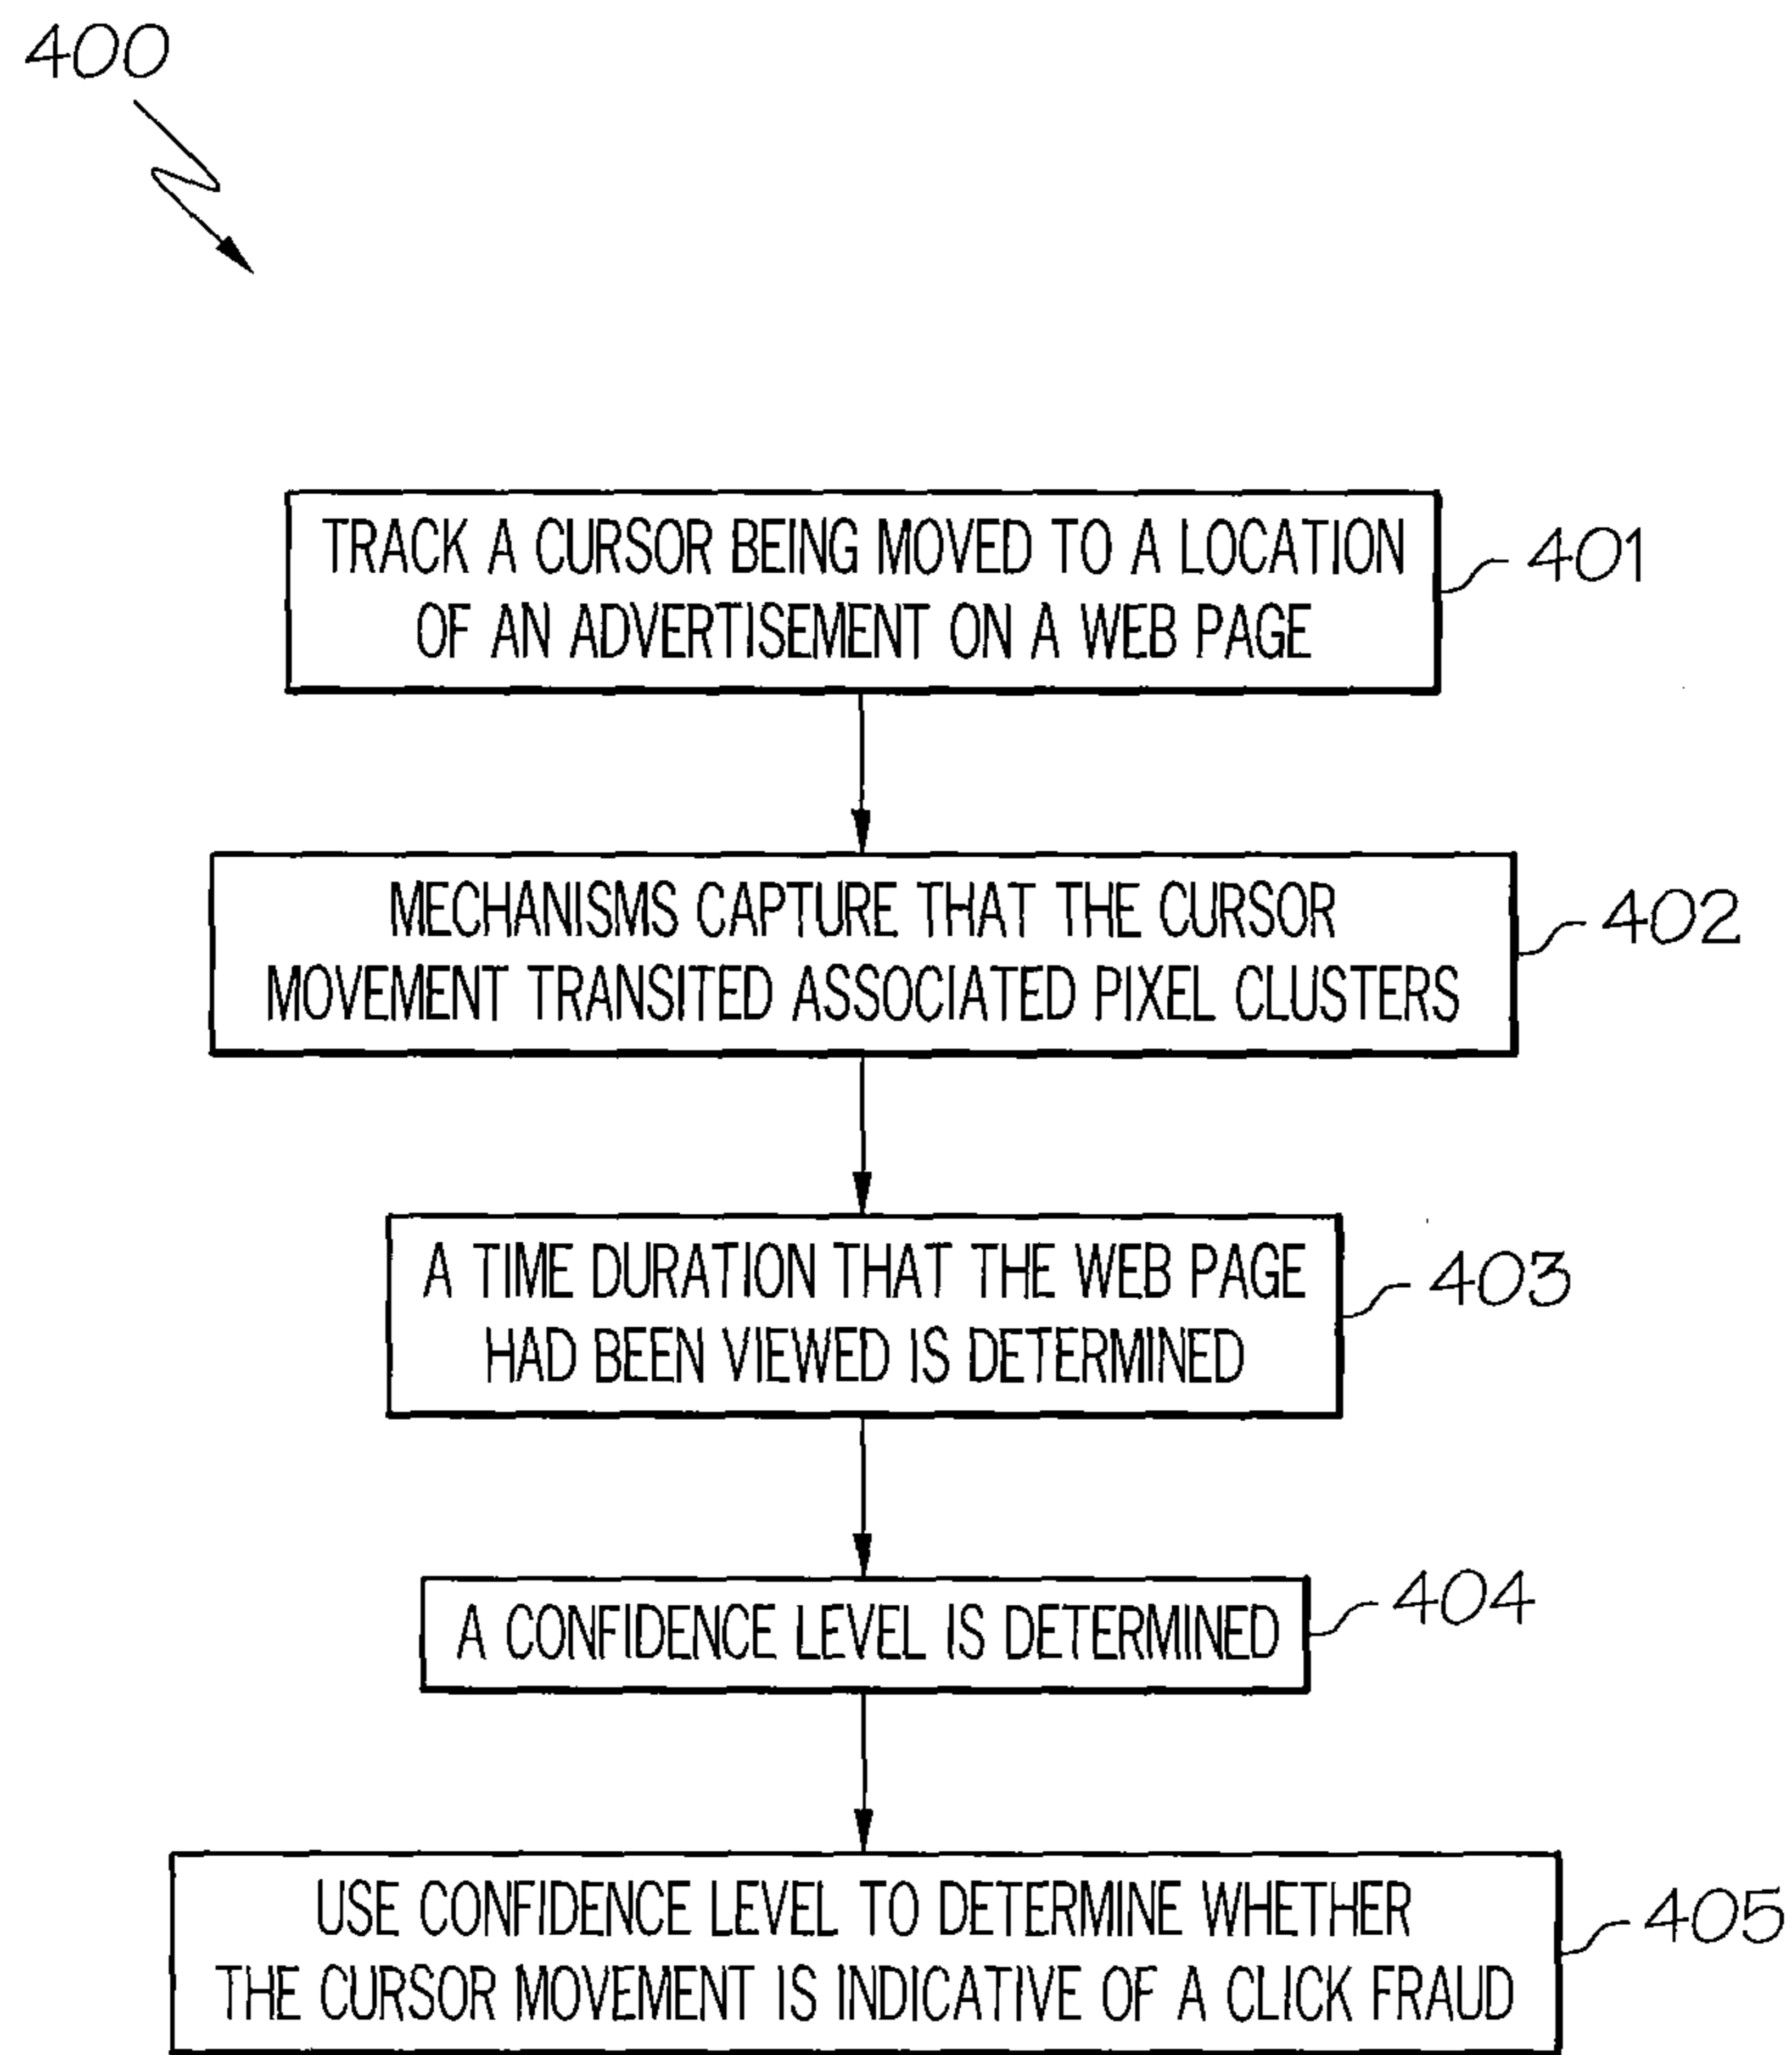 400
TRACK A CURSOR BEING MOVED TO A LOCATION
OF AN ADVERTISEMENT ON A WEB PAGE
401
MECHANISMS CAPTURE THAT THE CURSOR
MOVEMENT TRANSITED ASSOCIATED PIXEL CLUSTERS
402
A TIME DURATION THAT THE WEB PAGE
HAD BEEN VIEWED IS DETERMINED
403
A CONFIDENCE LEVEL IS DETERMINED
404
USE CONFIDENCE LEVEL TO DETERMINE WHETHER
THE CURSOR MOVEMENT IS INDICATIVE OF A CLICK FRAUD
405